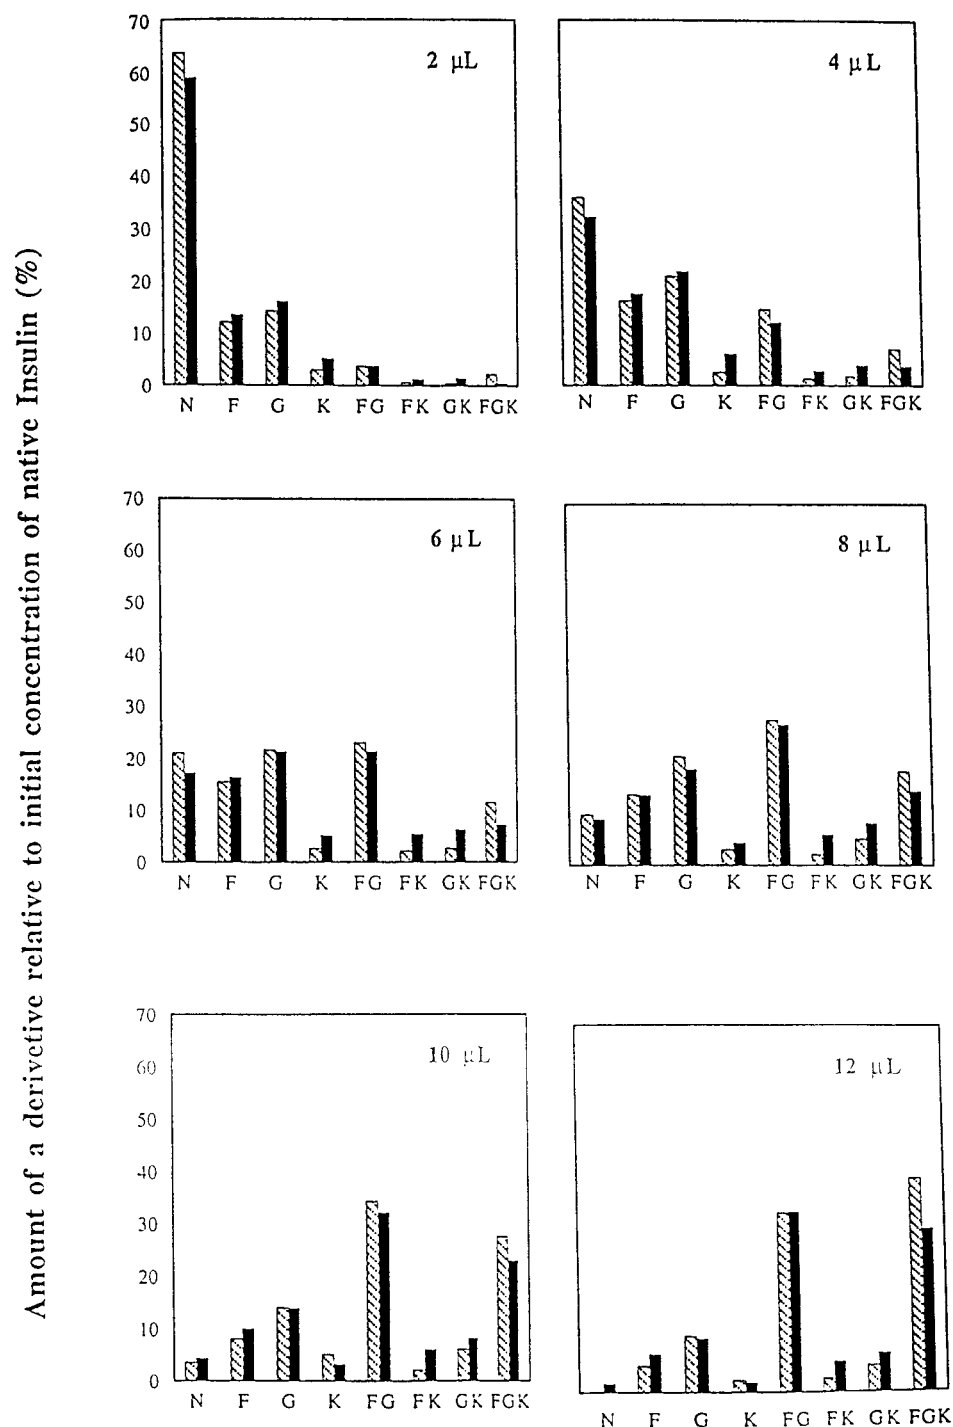 Amount of a derivetive relative to initial concentration of native Insulin (%)
70
60
50
40
30
20
10
0
2 µL
N F G K FG FK GK FGK
4 µL
N F G K FG FK GK FGK
70
60
50
40
30
20
10
0
6 µL
N F G K FG FK GK FGK
8 µL
N F G K FG FK GK FGK
70
60
50
40
30
20
10
0
10 µL
N F G K FG FK GK FGK
12 µL
N F G K FG FK GK FGK